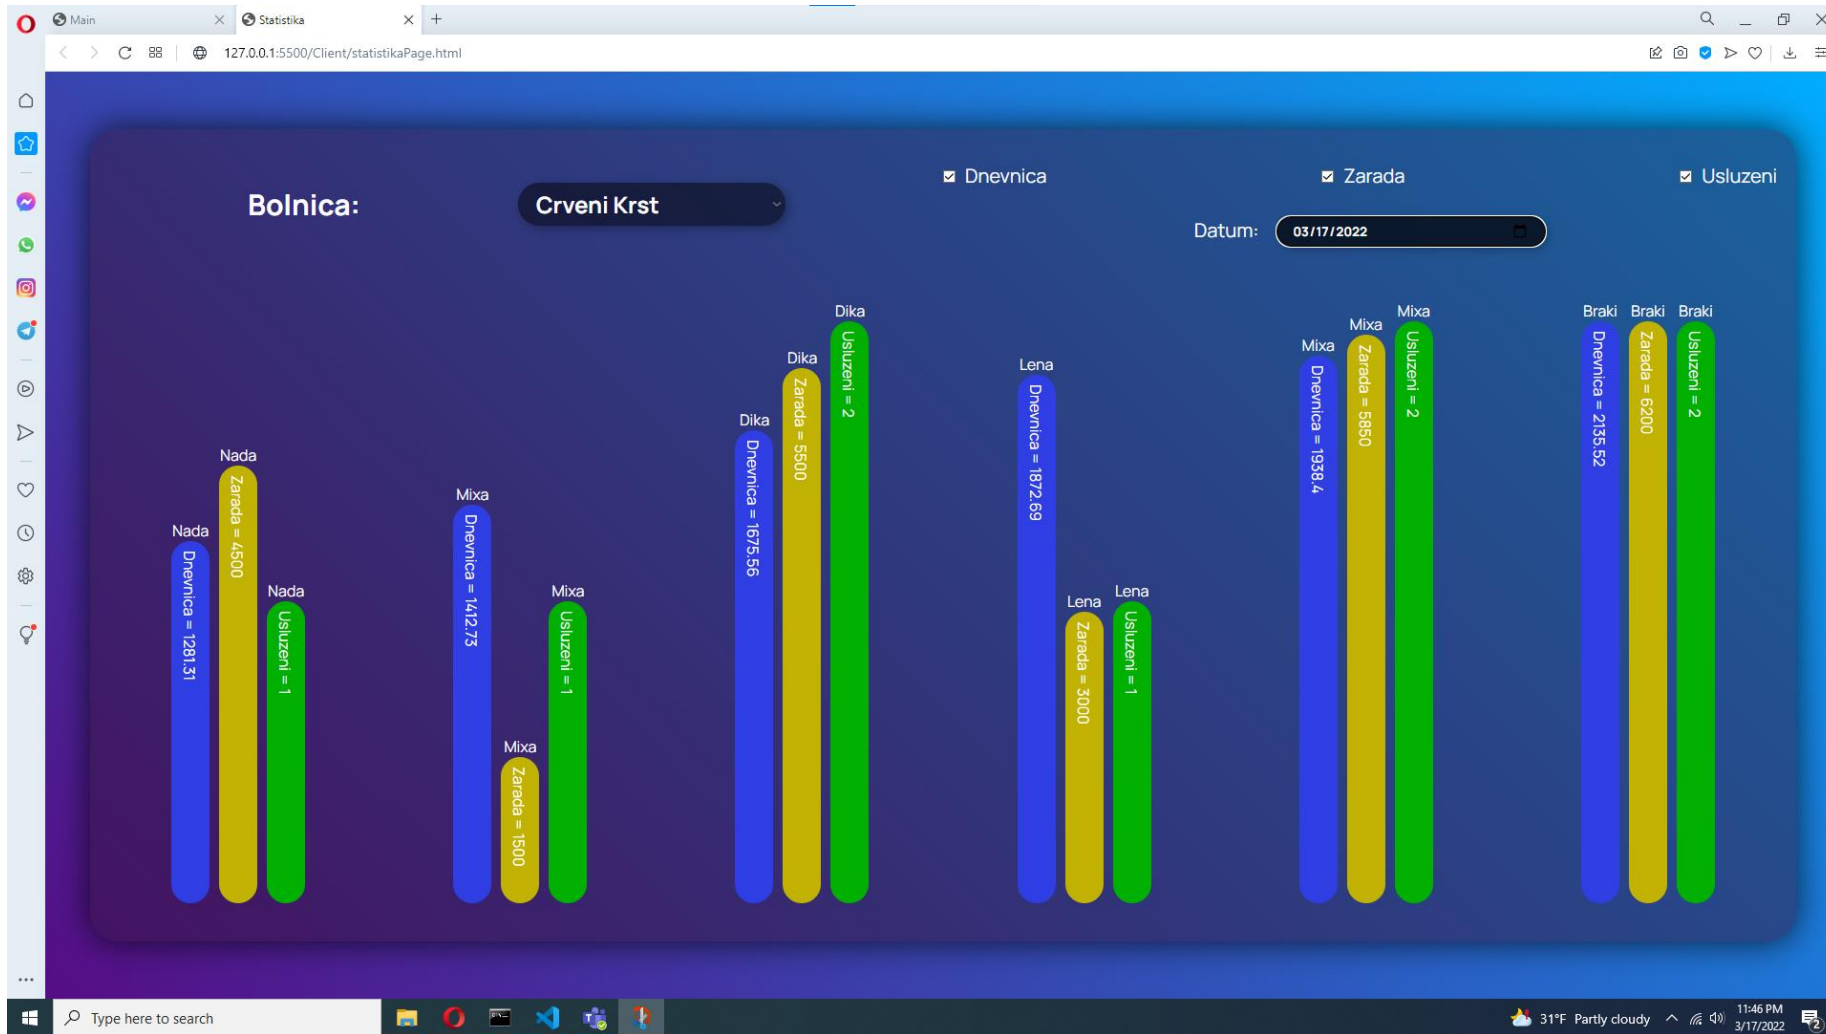 Main
Statistika
127.0.0.1:5500/Client/statistikaPage.html
Bolnica:
Crveni Krst
Dnevnica
Zarada
Usluzeni
Datum:
03/17/2022
Nada
Dnevnica = 1281.31
Nada
Zarada = 4500
Nada
Usluzeni = 1
Mixa
Dnevnica = 1412.73
Mixa
Zarada = 1500
Mixa
Usluzeni = 1
Dika
Dnevnica = 1675.56
Dika
Zarada = 5500
Dika
Usluzeni = 2
Lena
Dnevnica = 1872.69
Lena
Zarada = 3000
Lena
Usluzeni = 1
Mixa
Dnevnica = 1938.4
Mixa
Zarada = 5850
Mixa
Usluzeni = 2
Braki
Dnevnica = 2135.52
Braki
Zarada = 6200
Braki
Usluzeni = 2
Type here to search
31°F Partly cloudy
11:46 PM
3/17/2022
2